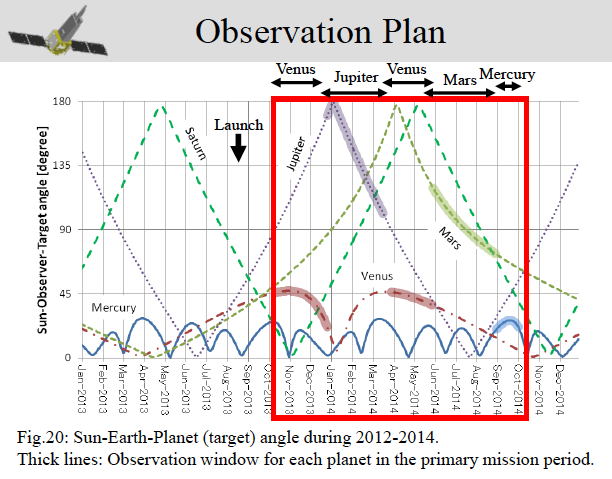 Observation Plan
Venus
Jupiter
Venus
Mars
Mercury
Sun-Observer-Target angle [degree]
180
135
90
45
0
Saturn
Launch
Jupiter
Mars
Venus
Mercury
Jan-2013
Feb-2013
Mar-2013
Apr-2013
May-2013
Jun-2013
Jul-2013
Aug-2013
Sep-2013
Oct-2013
Nov-2013
Dec-2013
Jan-2014
Feb-2014
Mar-2014
Apr-2014
May-2014
Jun-2014
Jul-2014
Aug-2014
Sep-2014
Oct-2014
Nov-2014
Dec-2014
Fig.20: Sun-Earth-Planet (target) angle during 2012-2014.
Thick lines: Observation window for each planet in the primary mission period.